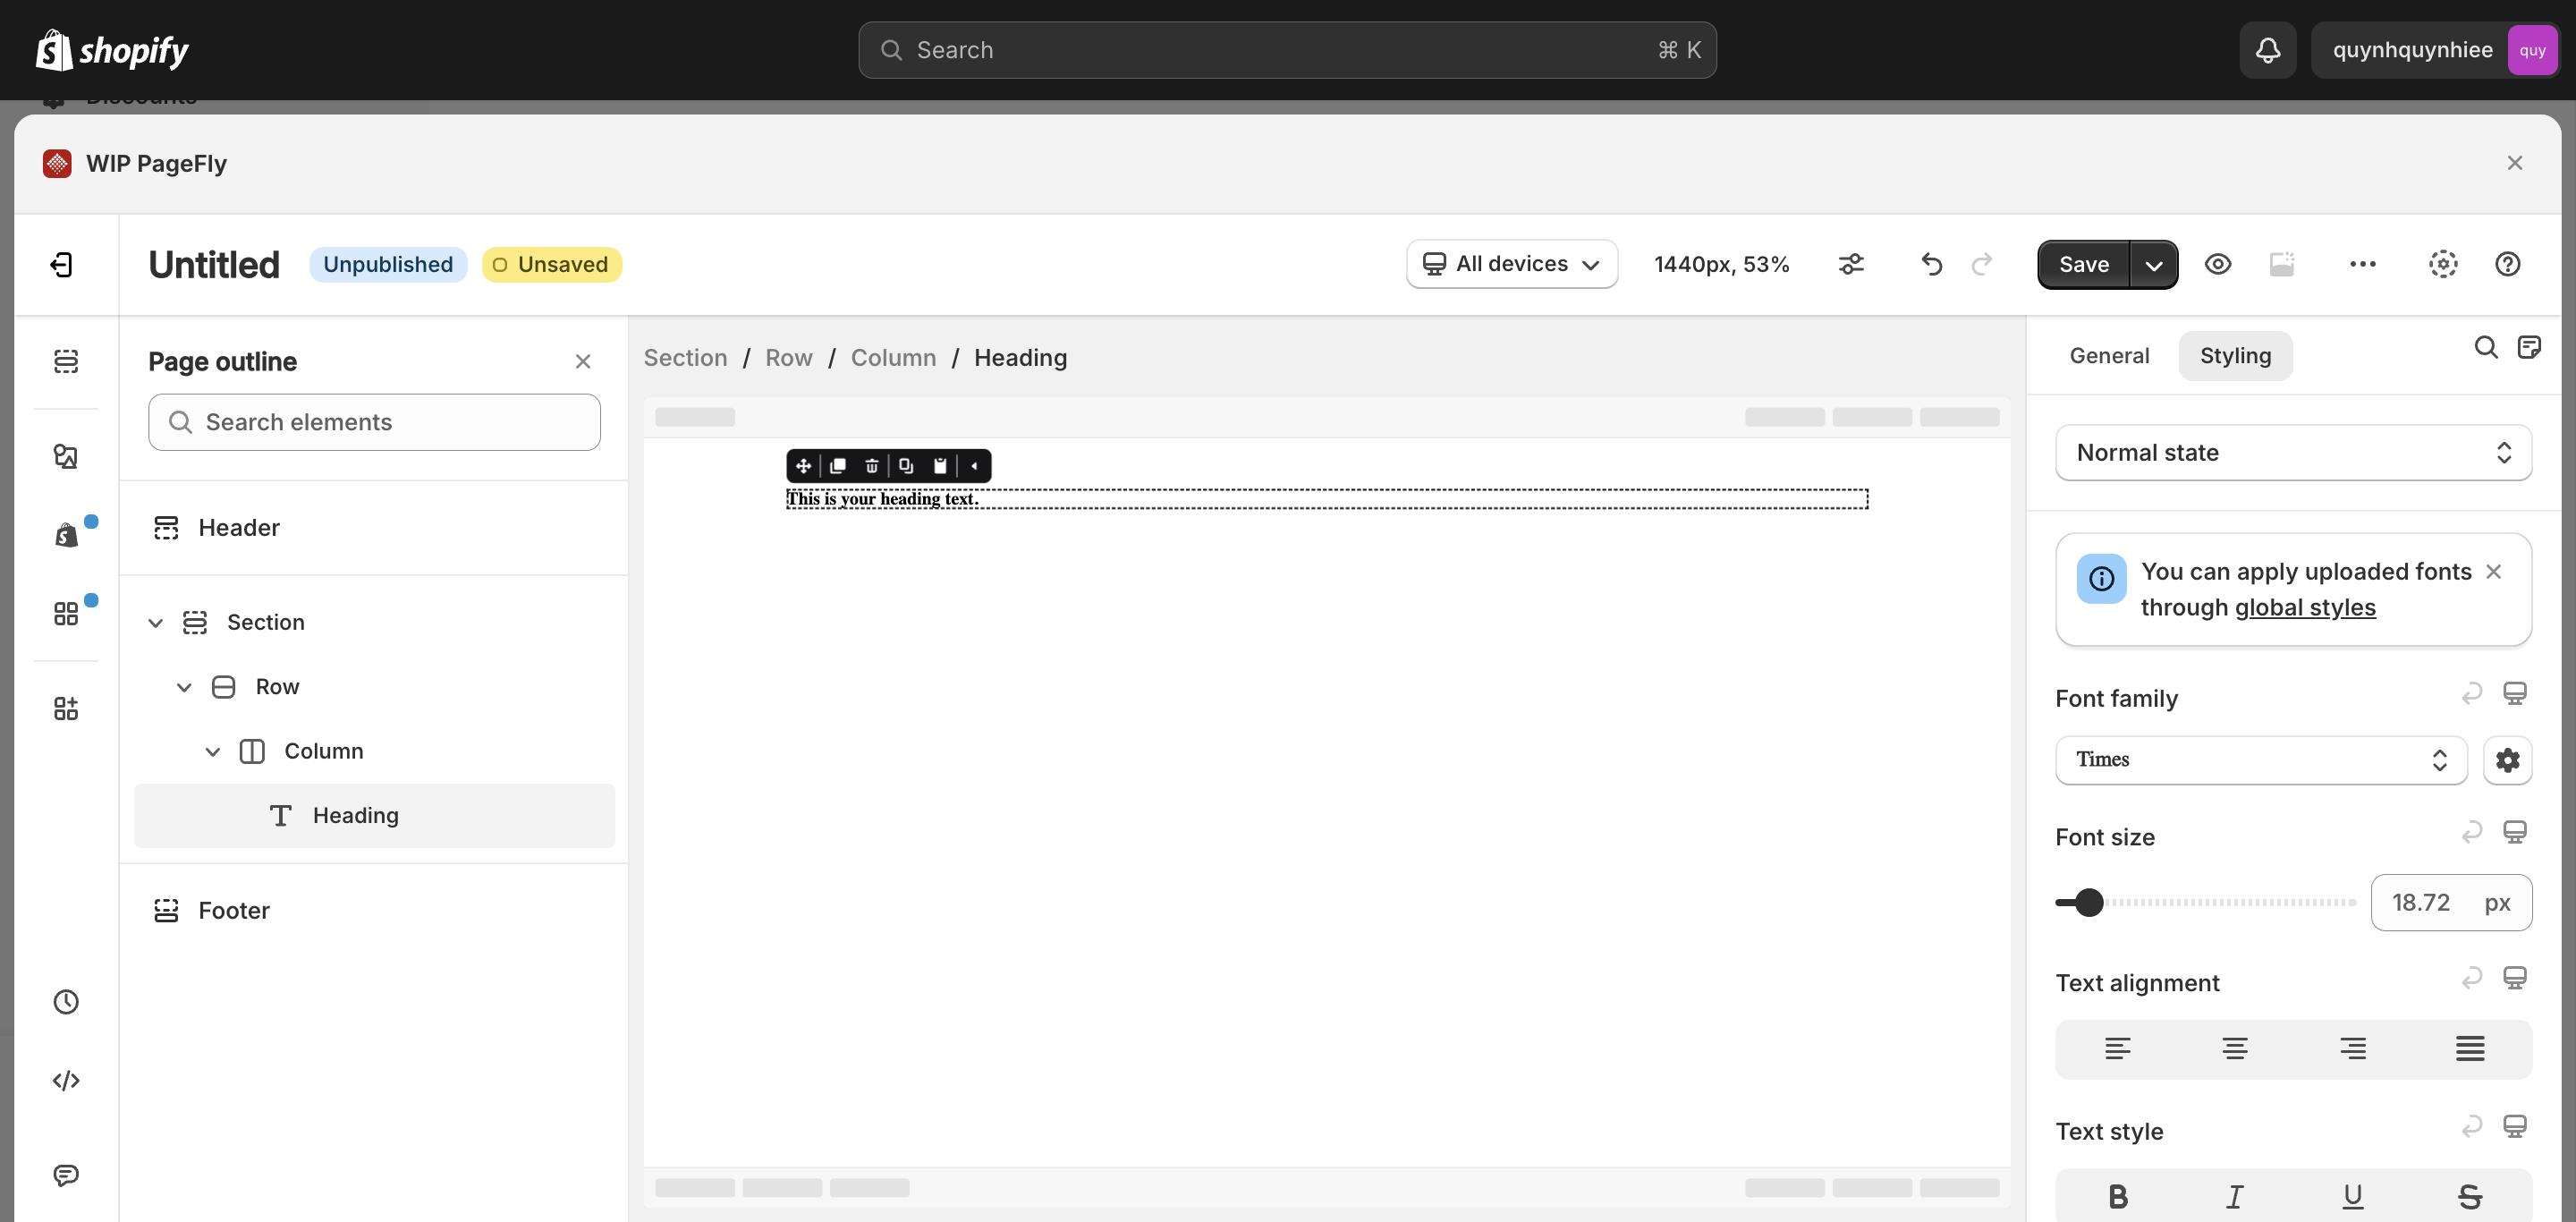 shopify
Search
⌘ K
quynhquynhiee
quy
Discounts
WIP PageFly
Untitled
Unpublished
Unsaved
All devices
1440px, 53%
Save
Page outline
Search elements
Header
Section
Row
Column
Heading
Footer
Section / Row / Column / Heading
This is your heading text.
General
Styling
Normal state
You can apply uploaded fonts
through global styles
Font family
Times
Font size
18.72 px
Text alignment
Text style
B I U S